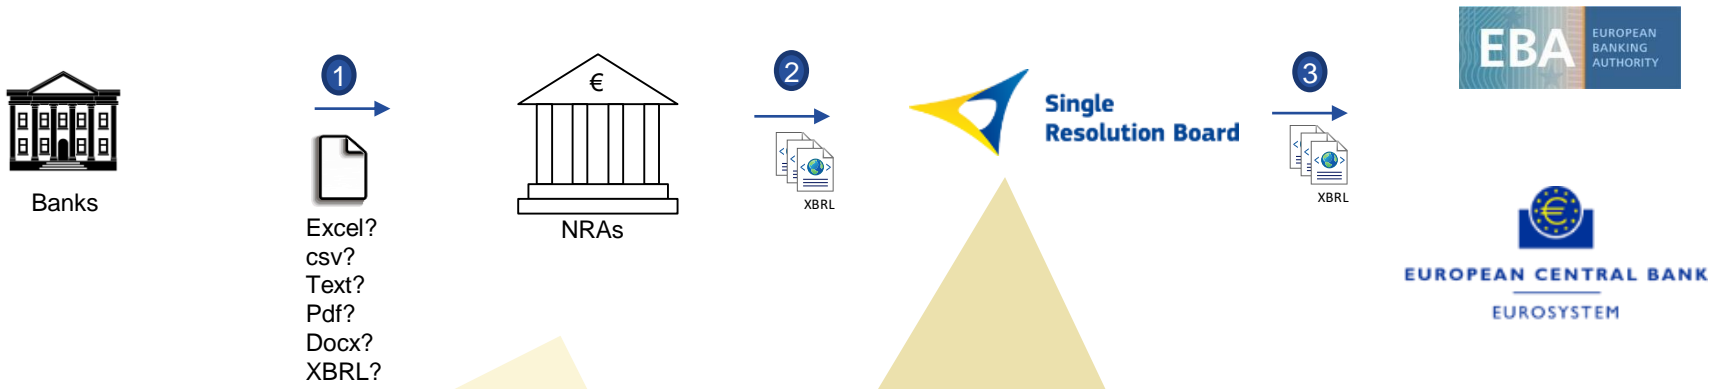 Banks
1
Excel?
csv?
Text?
Pdf?
Docx?
XBRL?
€
NRAs
2
XBRL
Single
Resolution Board
3
XBRL
EBA
EUROPEAN
BANKING
AUTHORITY
€
EUROPEAN CENTRAL BANK
EUROSYSTEM